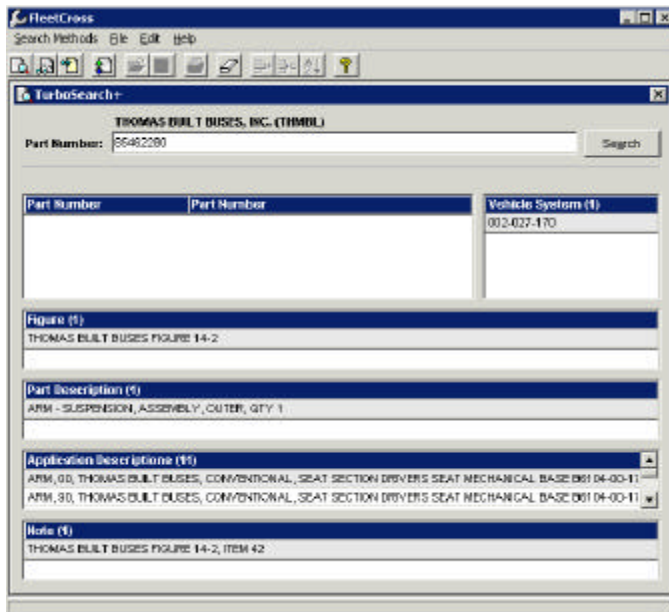 FleetCross
Search Methods File Edit Help
TurboSearch+
THOMAS BUILT BUSES, INC. (THMBL)
Part Number: 66462280 Search
Part Number Part Number Vehicle System (1)
002-027-170
Figure (1)
THOMAS BUILT BUSES FIGURE 14-2
Part Description (1)
ARM - SUSPENSION, ASSEMBLY, OUTER, QTY 1
Application Descriptions (11)
ARM, 00, THOMAS BUILT BUSES, CONVENTIONAL, SEAT SECTION DRIVERS SEAT MECHANICAL BASE
ARM, 90, THOMAS BUILT BUSES, CONVENTIONAL, SEAT SECTION DRIVERS SEAT MECHANICAL BASE
Note (1)
THOMAS BUILT BUSES FIGURE 14-2, ITEM 42